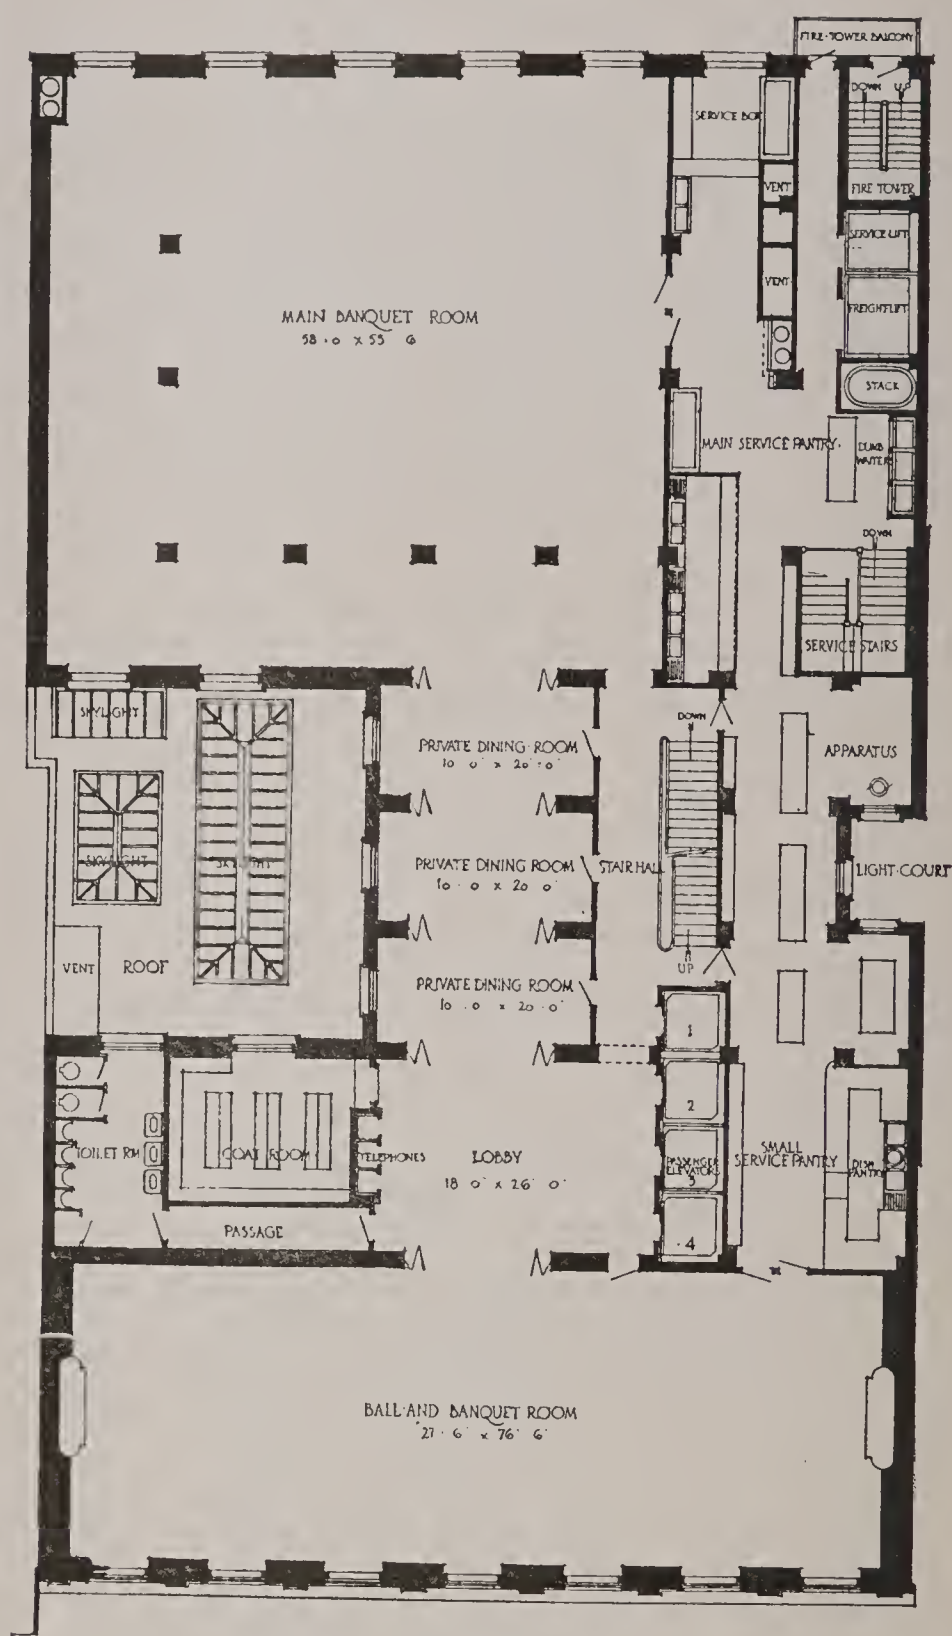 FIRE·TOWER BALCONY
DOWN UP
SERVICE BOX
VENT
FIRE TOWER
SERVICE·LIFT
VENT
FREIGHT LIFT
MAIN BANQUET ROOM
58·0 X 55 6
STACK
MAIN SERVICE PANTRY·
DUMB
WAITER
DOWN
SERVICE STAIRS
SKYLIGHT
DOWN
PRIVATE DINING·ROOM
10 0 x 20·0
APPARATUS
SKYLIGHT
SKYLIGHT
PRIVATE DINING ROOM
10·0 x 20 0
STAIR HALL
LIGHT·COURT
VENT
ROOF
UP
PRIVATE DINING ROOM
10·0 x 20·0
1
2
TOILET RM
COAT ROOM
TELEPHONES
LOBBY
18 0 x 26 0
PASSENGER
ELEVATORS
3
SMALL
SERVICE PANTRY
DISH
PANTRY
PASSAGE
4
BALL·AND BANQUET ROOM
27·6 x 76 6